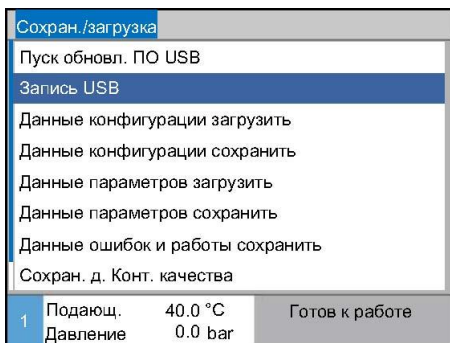 Сохран./загрузка
Пуск обновл. ПО USB
Запись USB
Данные конфигурации загрузить
Данные конфигурации сохранить
Данные параметров загрузить
Данные параметров сохранить
Данные ошибок и работы сохранить
Сохран. д. Конт. качества
1 Подающ. 40.0 °C Готов к работе
Давление 0.0 bar